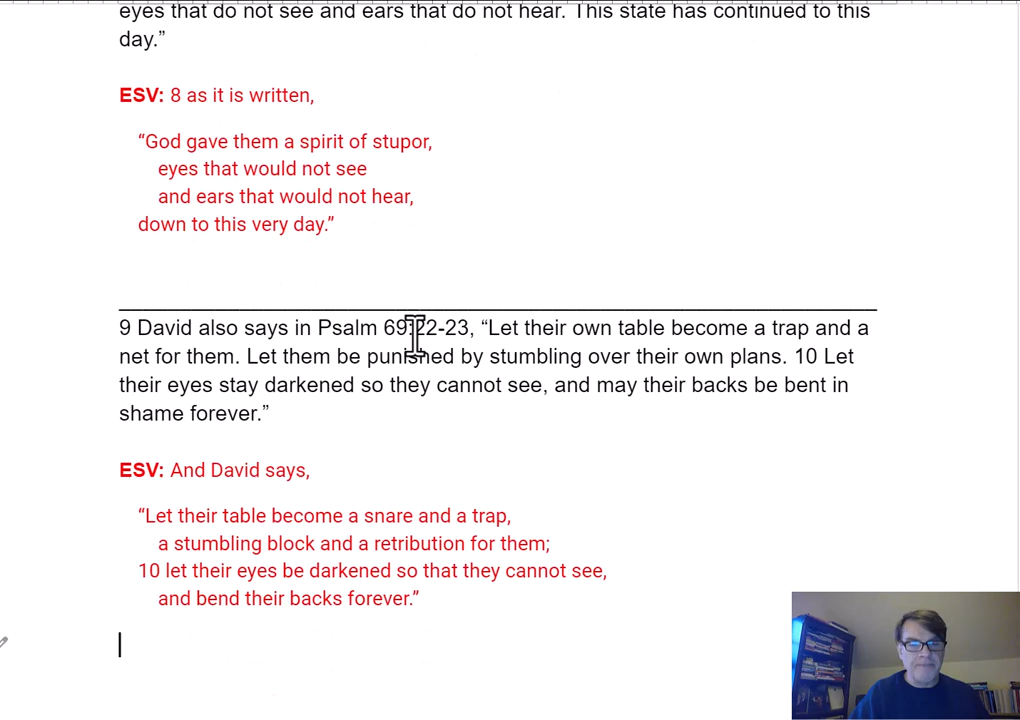 eyes that do not see and ears that do not hear. This state has continued to this
day.”
ESV: 8 as it is written,
“God gave them a spirit of stupor,
eyes that would not see
and ears that would not hear,
down to this very day.”
9 David also says in Psalm 69:22-23, “Let their own table become a trap and a
net for them. Let them be punished by stumbling over their own plans. 10 Let
their eyes stay darkened so they cannot see, and may their backs be bent in
shame forever.”
ESV: And David says,
“Let their table become a snare and a trap,
a stumbling block and a retribution for them;
10 let their eyes be darkened so that they cannot see,
and bend their backs forever.”